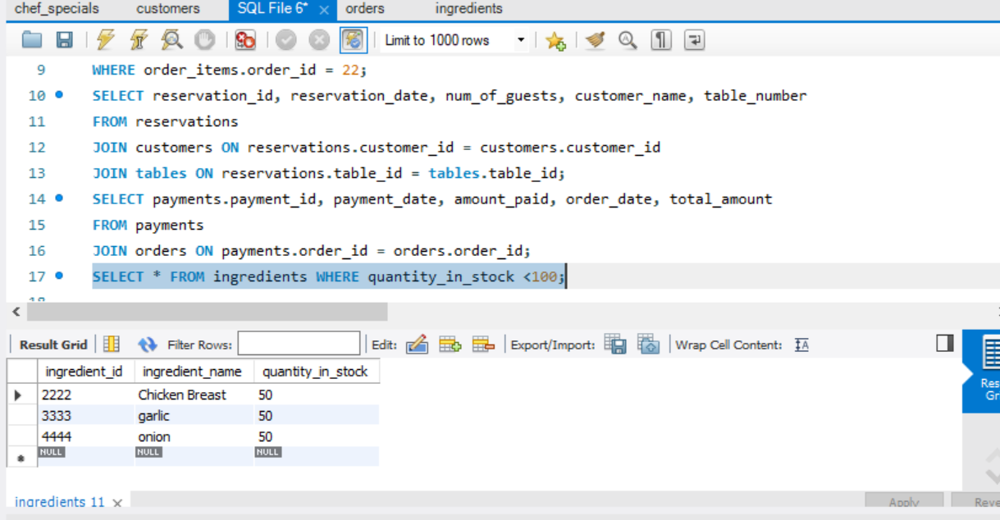 chef_specials customers SQL File 6* × orders ingredients
Limit to 1000 rows
9 WHERE order_items.order_id = 22;
10 SELECT reservation_id, reservation_date, num_of_guests, customer_name, table_number
11 FROM reservations
12 JOIN customers ON reservations.customer_id = customers.customer_id
13 JOIN tables ON reservations.table_id = tables.table_id;
14 SELECT payments.payment_id, payment_date, amount_paid, order_date, total_amount
15 FROM payments
16 JOIN orders ON payments.order_id = orders.order_id;
17 SELECT * FROM ingredients WHERE quantity_in_stock <100;
Result Grid Filter Rows: Edit: Export/Import: Wrap Cell Content:
ingredient_id ingredient_name quantity_in_stock
2222 Chicken Breast 50
3333 garlic 50
4444 onion 50
NULL NULL NULL
ingredients 11 × Apply